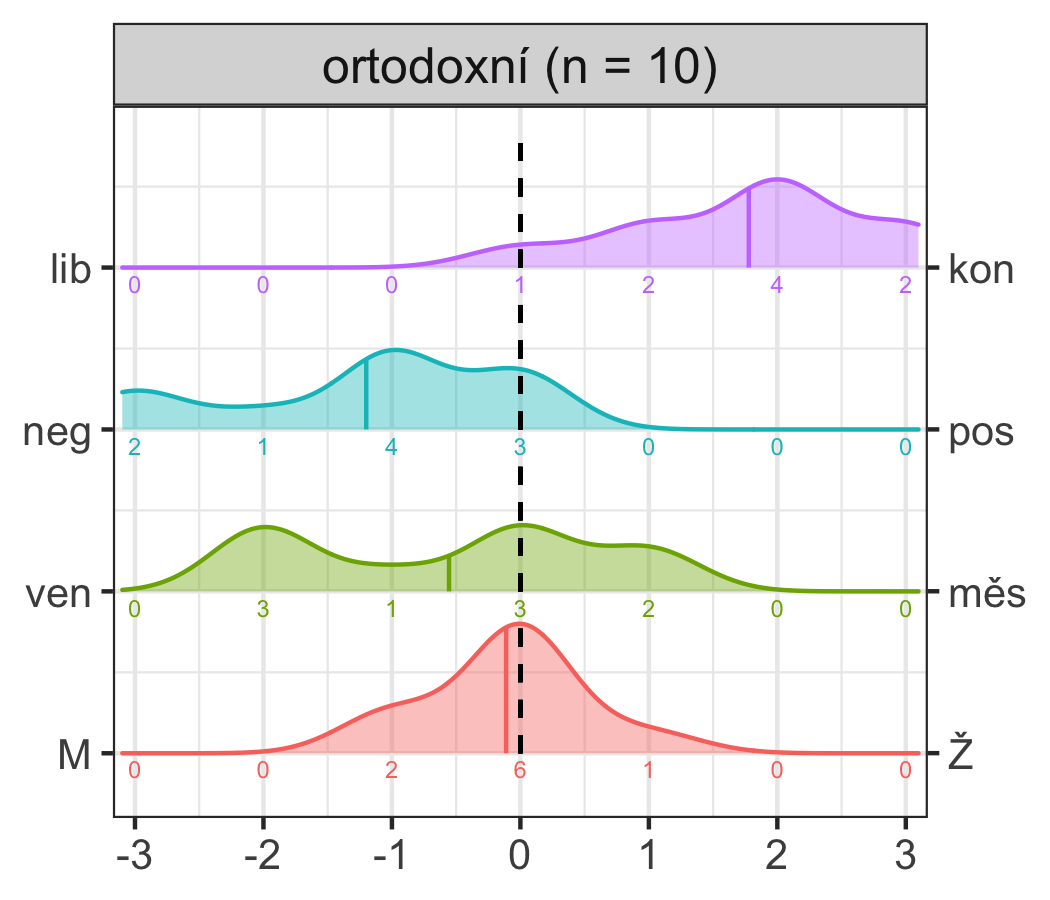 ortodoxní (n = 10)
lib kon
0 0 0 1 2 4 2
neg pos
2 1 4 3 0 0 0
ven měs
0 3 1 3 2 0 0
M Ž
0 0 2 6 1 0 0
-3 -2 -1 0 1 2 3